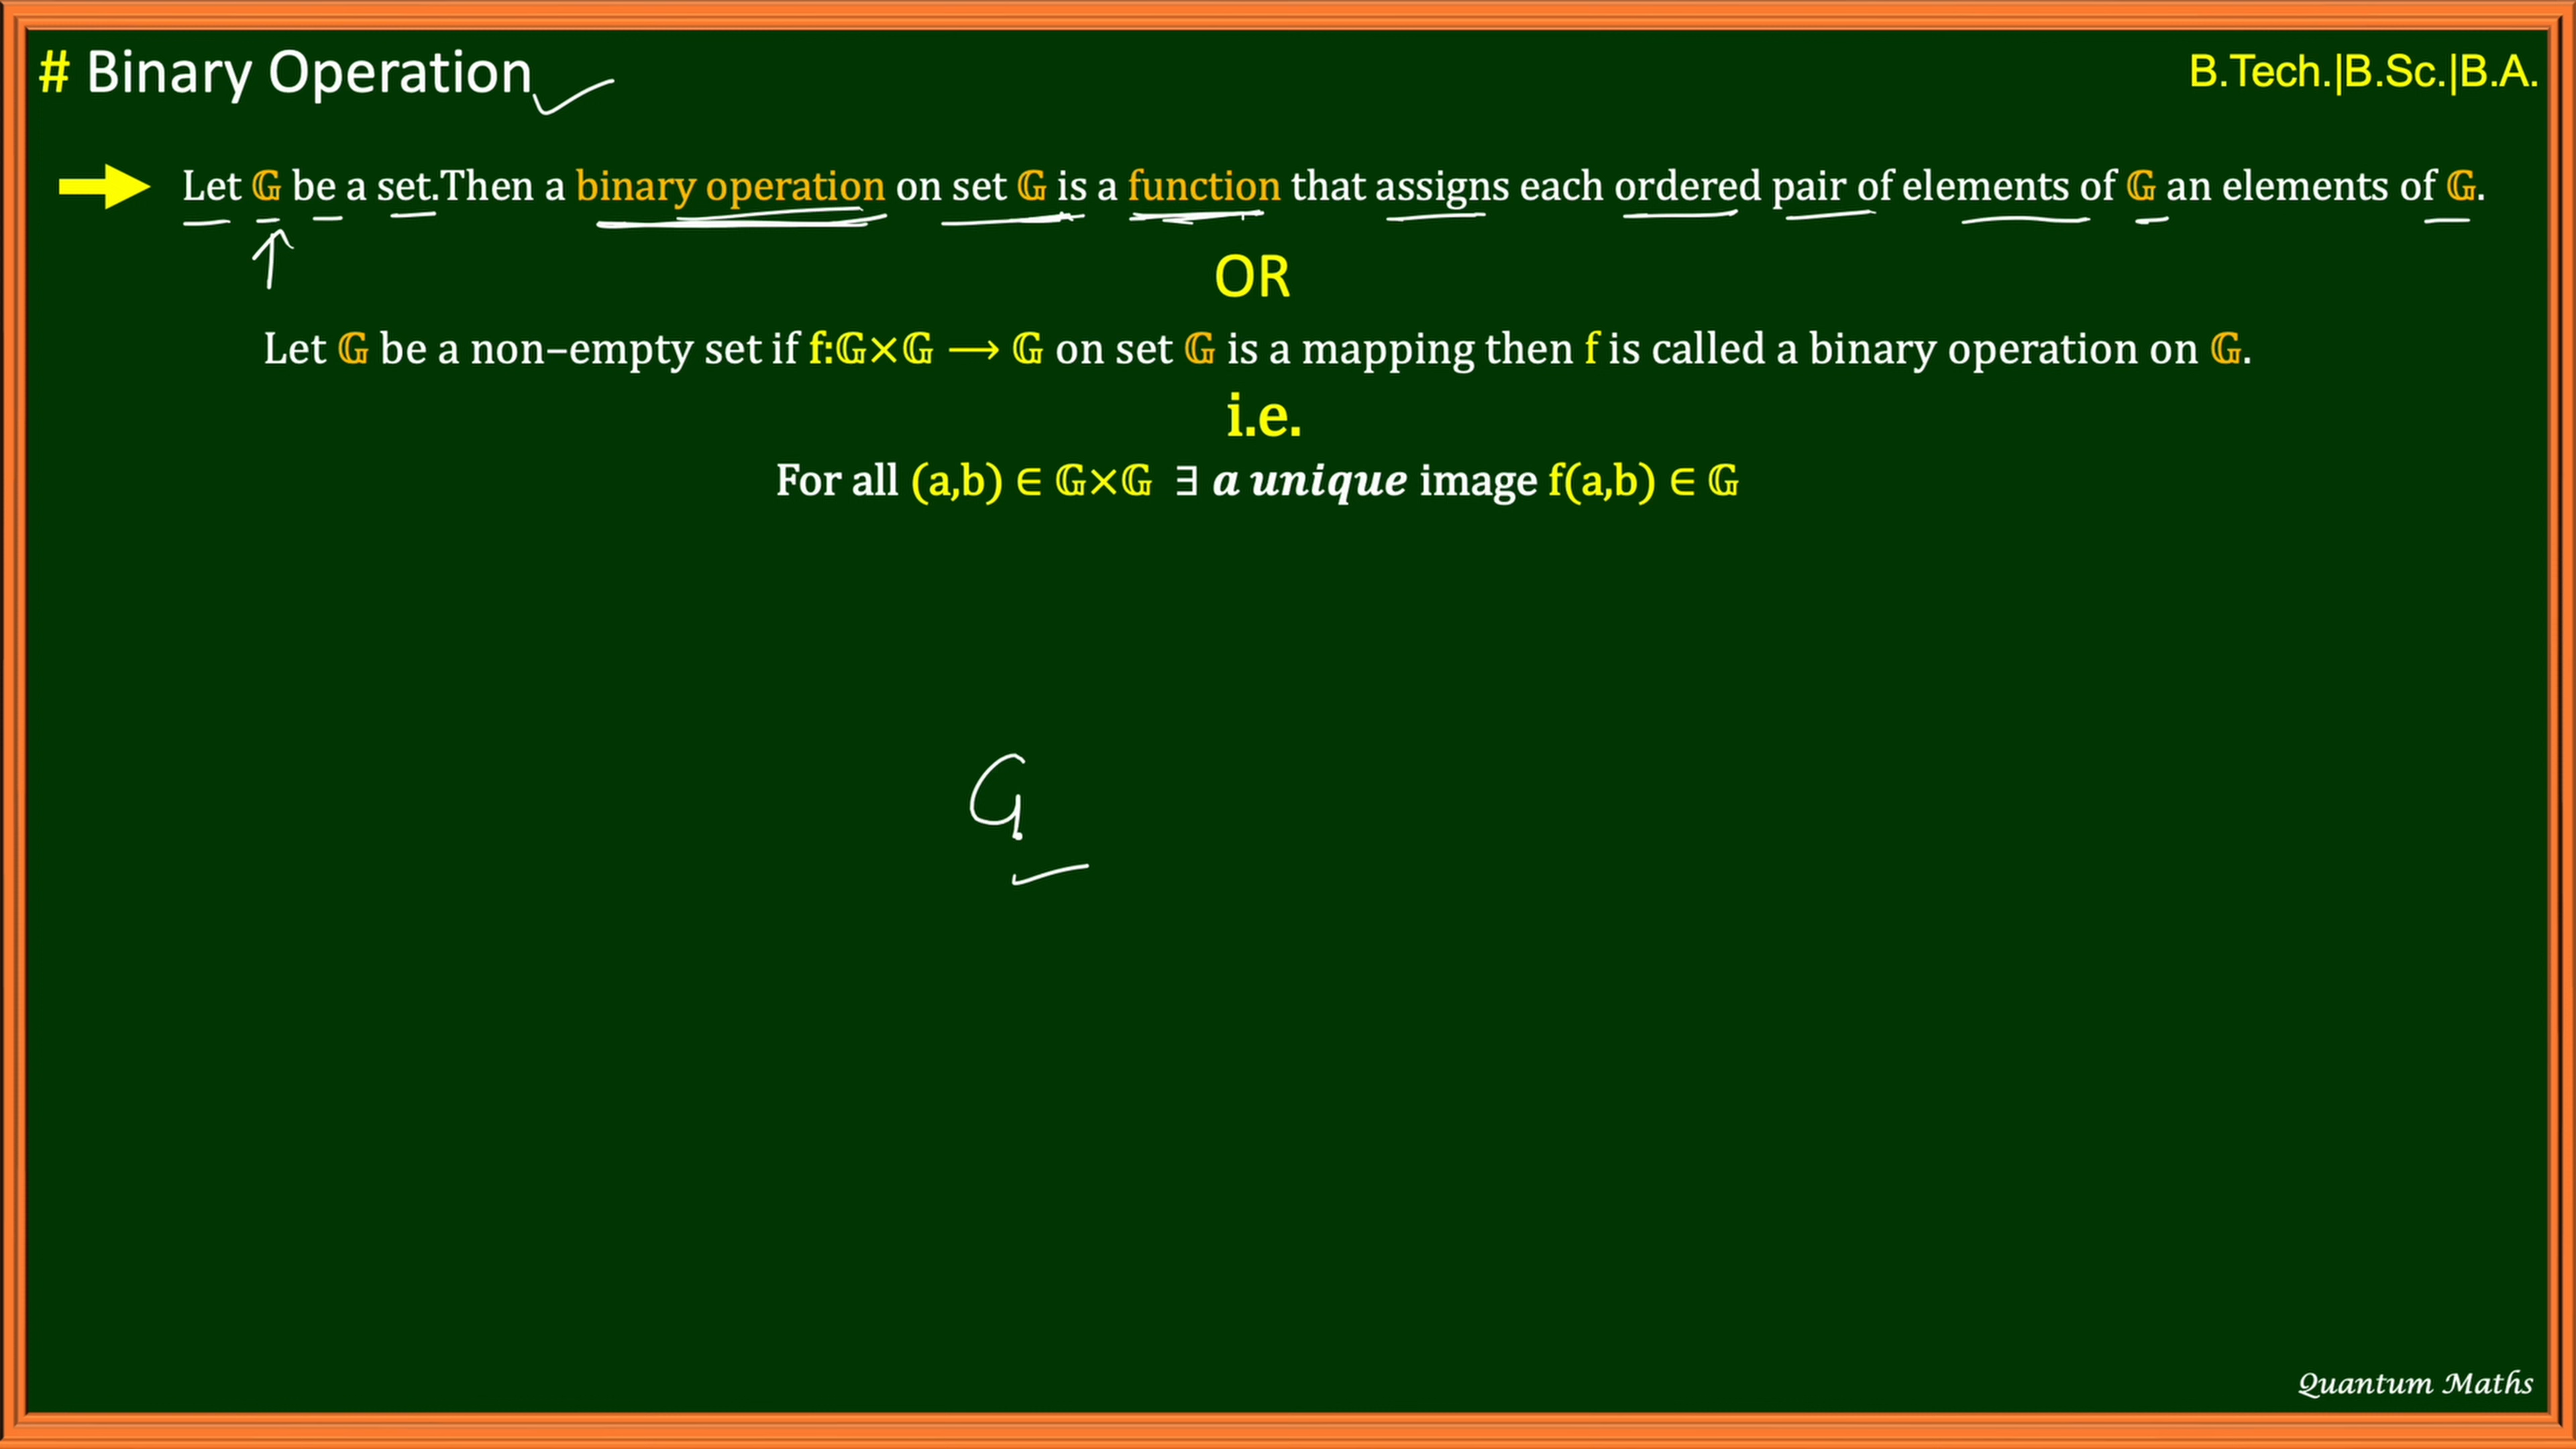 # Binary Operation
B.Tech.|B.Sc.|B.A.
Let 𝔾 be a set.Then a binary operation on set 𝔾 is a function that assigns each ordered pair of elements of 𝔾 an elements of 𝔾.
OR
Let 𝔾 be a non–empty set if f:𝔾×𝔾 ⟶ 𝔾 on set 𝔾 is a mapping then f is called a binary operation on 𝔾.
i.e.
For all (a,b) ∈ 𝔾×𝔾 ∃ a unique image f(a,b) ∈ 𝔾
G
Quantum Maths